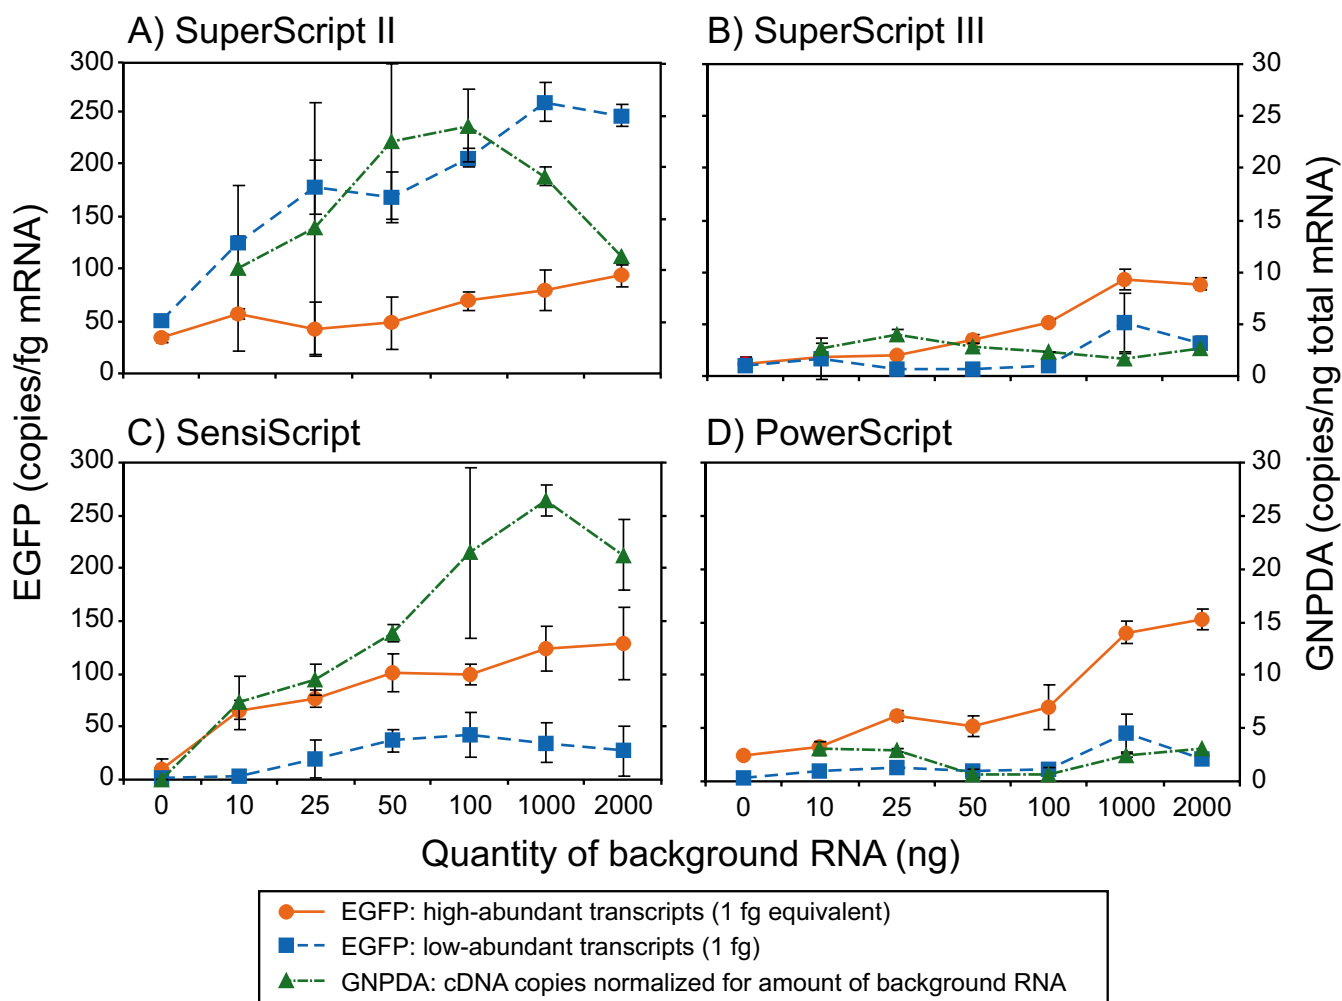 A) SuperScript II
B) SuperScript III
300
250
200
150
100
50
0
30
25
20
15
10
5
0
C) SensiScript
D) PowerScript
300
250
200
150
100
50
0
30
25
20
15
10
5
0
EGFP (copies/fg mRNA)
GNPDA (copies/ng total mRNA)
0 10 25 50 100 1000 2000
0 10 25 50 100 1000 2000
Quantity of background RNA (ng)
EGFP: high-abundant transcripts (1 fg equivalent)
EGFP: low-abundant transcripts (1 fg)
GNPDA: cDNA copies normalized for amount of background RNA